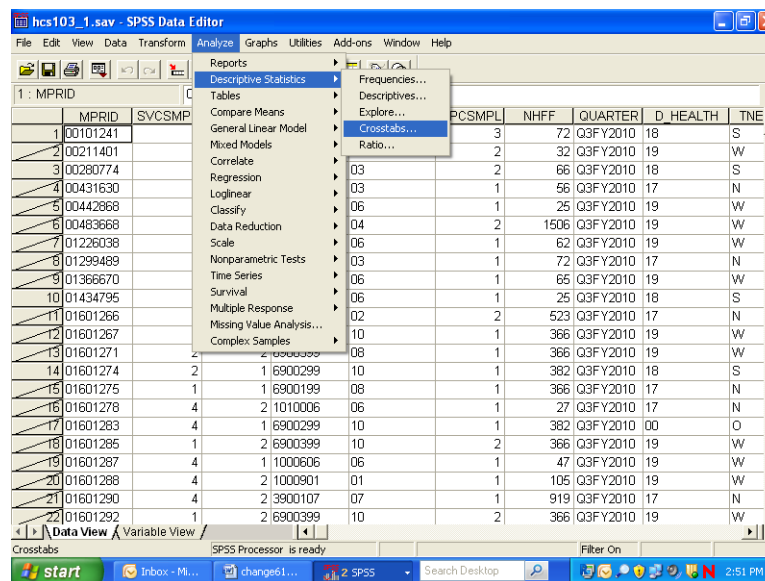 hcs103_1.sav - SPSS Data Editor
File Edit View Data Transform Analyze Graphs Utilities Add-ons Window Help
1 : MPRID
Reports
Descriptive Statistics
Tables
Compare Means
General Linear Model
Mixed Models
Correlate
Regression
Loglinear
Classify
Data Reduction
Scale
Nonparametric Tests
Time Series
Survival
Multiple Response
Missing Value Analysis...
Complex Samples
Frequencies...
Descriptives...
Explore...
Crosstabs...
Ratio...
MPRID SVCSMP PCSMPL NHFF QUARTER D_HEALTH TNE
1 00101241 3 72 Q3FY2010 18 S
2 00211401 2 32 Q3FY2010 19 W
3 00280774 03 2 66 Q3FY2010 18 S
4 00431630 03 1 56 Q3FY2010 17 N
5 00442868 06 1 25 Q3FY2010 19 W
6 00483668 04 2 1506 Q3FY2010 19 W
7 01226038 06 1 62 Q3FY2010 19 W
8 01299489 03 1 72 Q3FY2010 17 N
9 01366670 06 1 65 Q3FY2010 19 W
10 01434795 06 1 25 Q3FY2010 18 S
11 01601266 02 2 523 Q3FY2010 17 N
12 01601267 10 1 366 Q3FY2010 19 W
13 01601271 2 2 6900399 08 1 366 Q3FY2010 19 W
14 01601274 2 1 6900299 10 1 382 Q3FY2010 18 S
15 01601275 1 1 6900199 08 1 366 Q3FY2010 17 N
16 01601278 4 2 1010006 06 1 27 Q3FY2010 17 N
17 01601283 4 1 6900299 10 1 382 Q3FY2010 00 O
18 01601285 1 2 6900399 10 2 366 Q3FY2010 19 W
19 01601287 4 1 1000606 06 1 47 Q3FY2010 19 W
20 01601288 4 2 1000901 01 1 105 Q3FY2010 19 W
21 01601290 4 2 3900107 07 1 919 Q3FY2010 17 N
22 01601292 1 2 6900399 10 2 366 Q3FY2010 19 W
Data View Variable View
Crosstabs SPSS Processor is ready Filter On
start Inbox - Mi... change61... 2 SPSS Search Desktop 2:51 PM